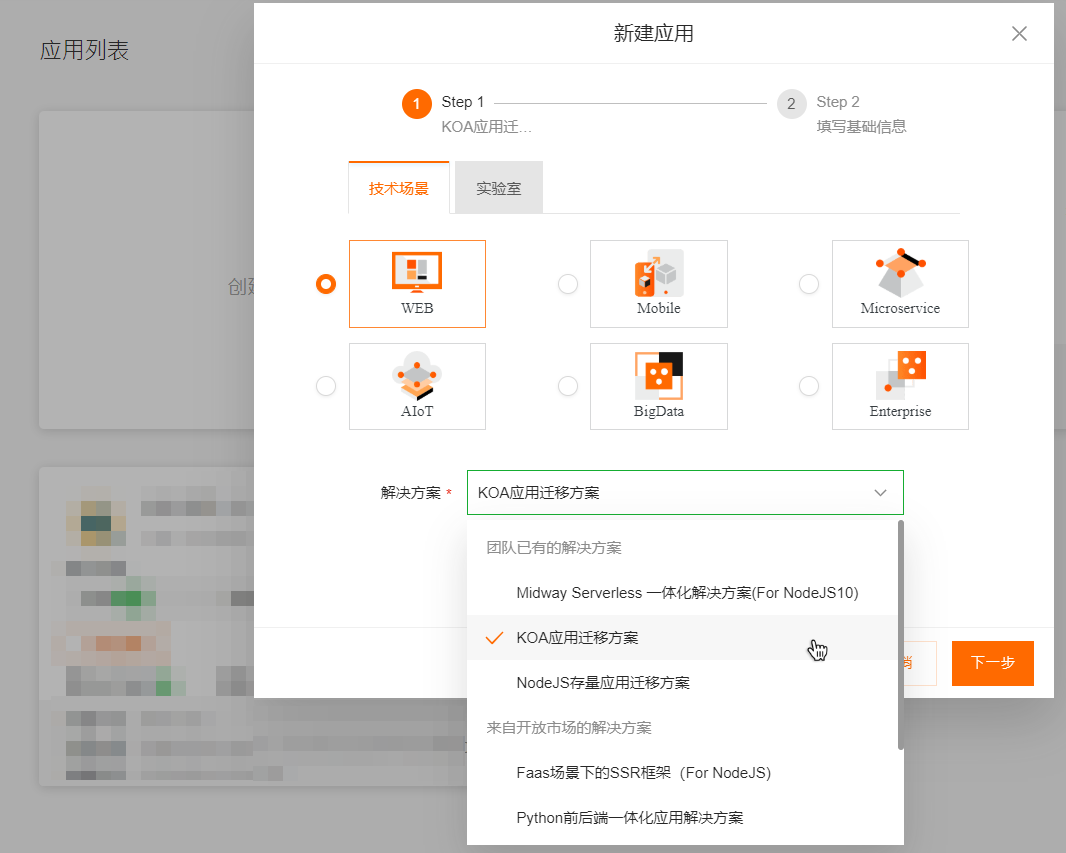 应用列表
新建应用
1
Step 1
2
Step 2
KOA应用迁…
填写基础信息
技术场景
实验室
创建
WEB
Mobile
Microservice
AIoT
BigData
Enterprise
解决方案 *
KOA应用迁移方案
团队已有的解决方案
Midway Serverless 一体化解决方案(For NodeJS10)
KOA应用迁移方案
消
下一步
NodeJS存量应用迁移方案
来自开放市场的解决方案
Faas场景下的SSR框架（For NodeJS)
Python前后端一体化应用解决方案